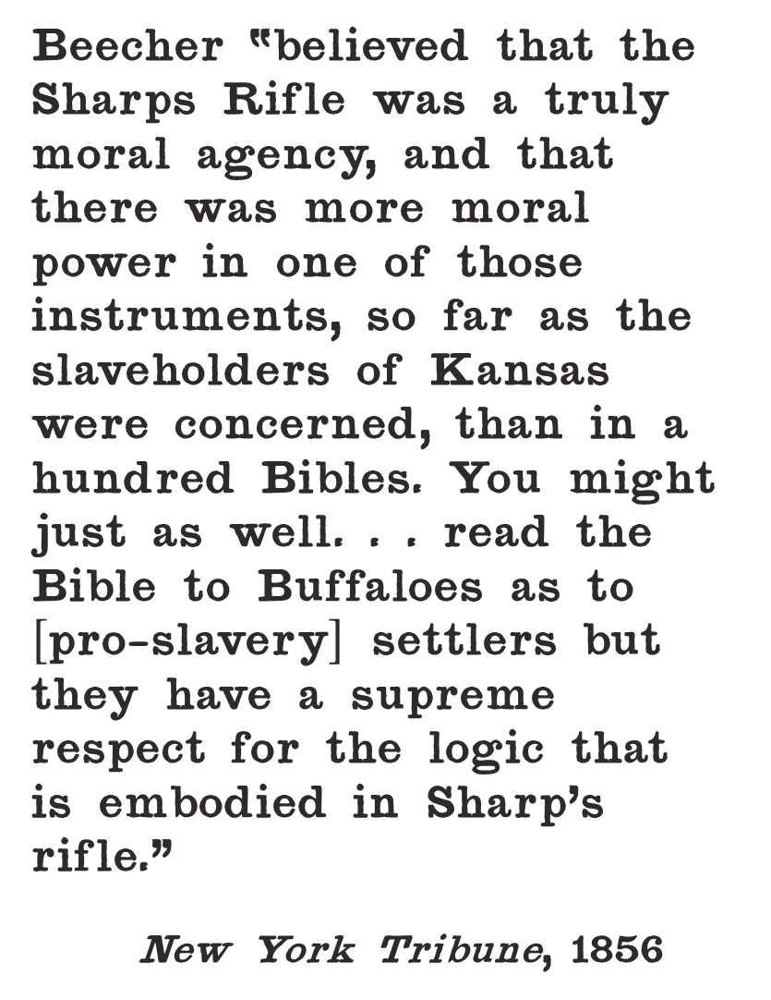 Beecher “believed that the
Sharps Rifle was a truly
moral agency, and that
there was more moral
power in one of those
instruments, so far as the
slaveholders of Kansas
were concerned, than in a
hundred Bibles. You might
just as well. . . read the
Bible to Buffaloes as to
[pro-slavery] settlers but
they have a supreme
respect for the logic that
is embodied in Sharp’s
rifle.”
New York Tribune, 1856